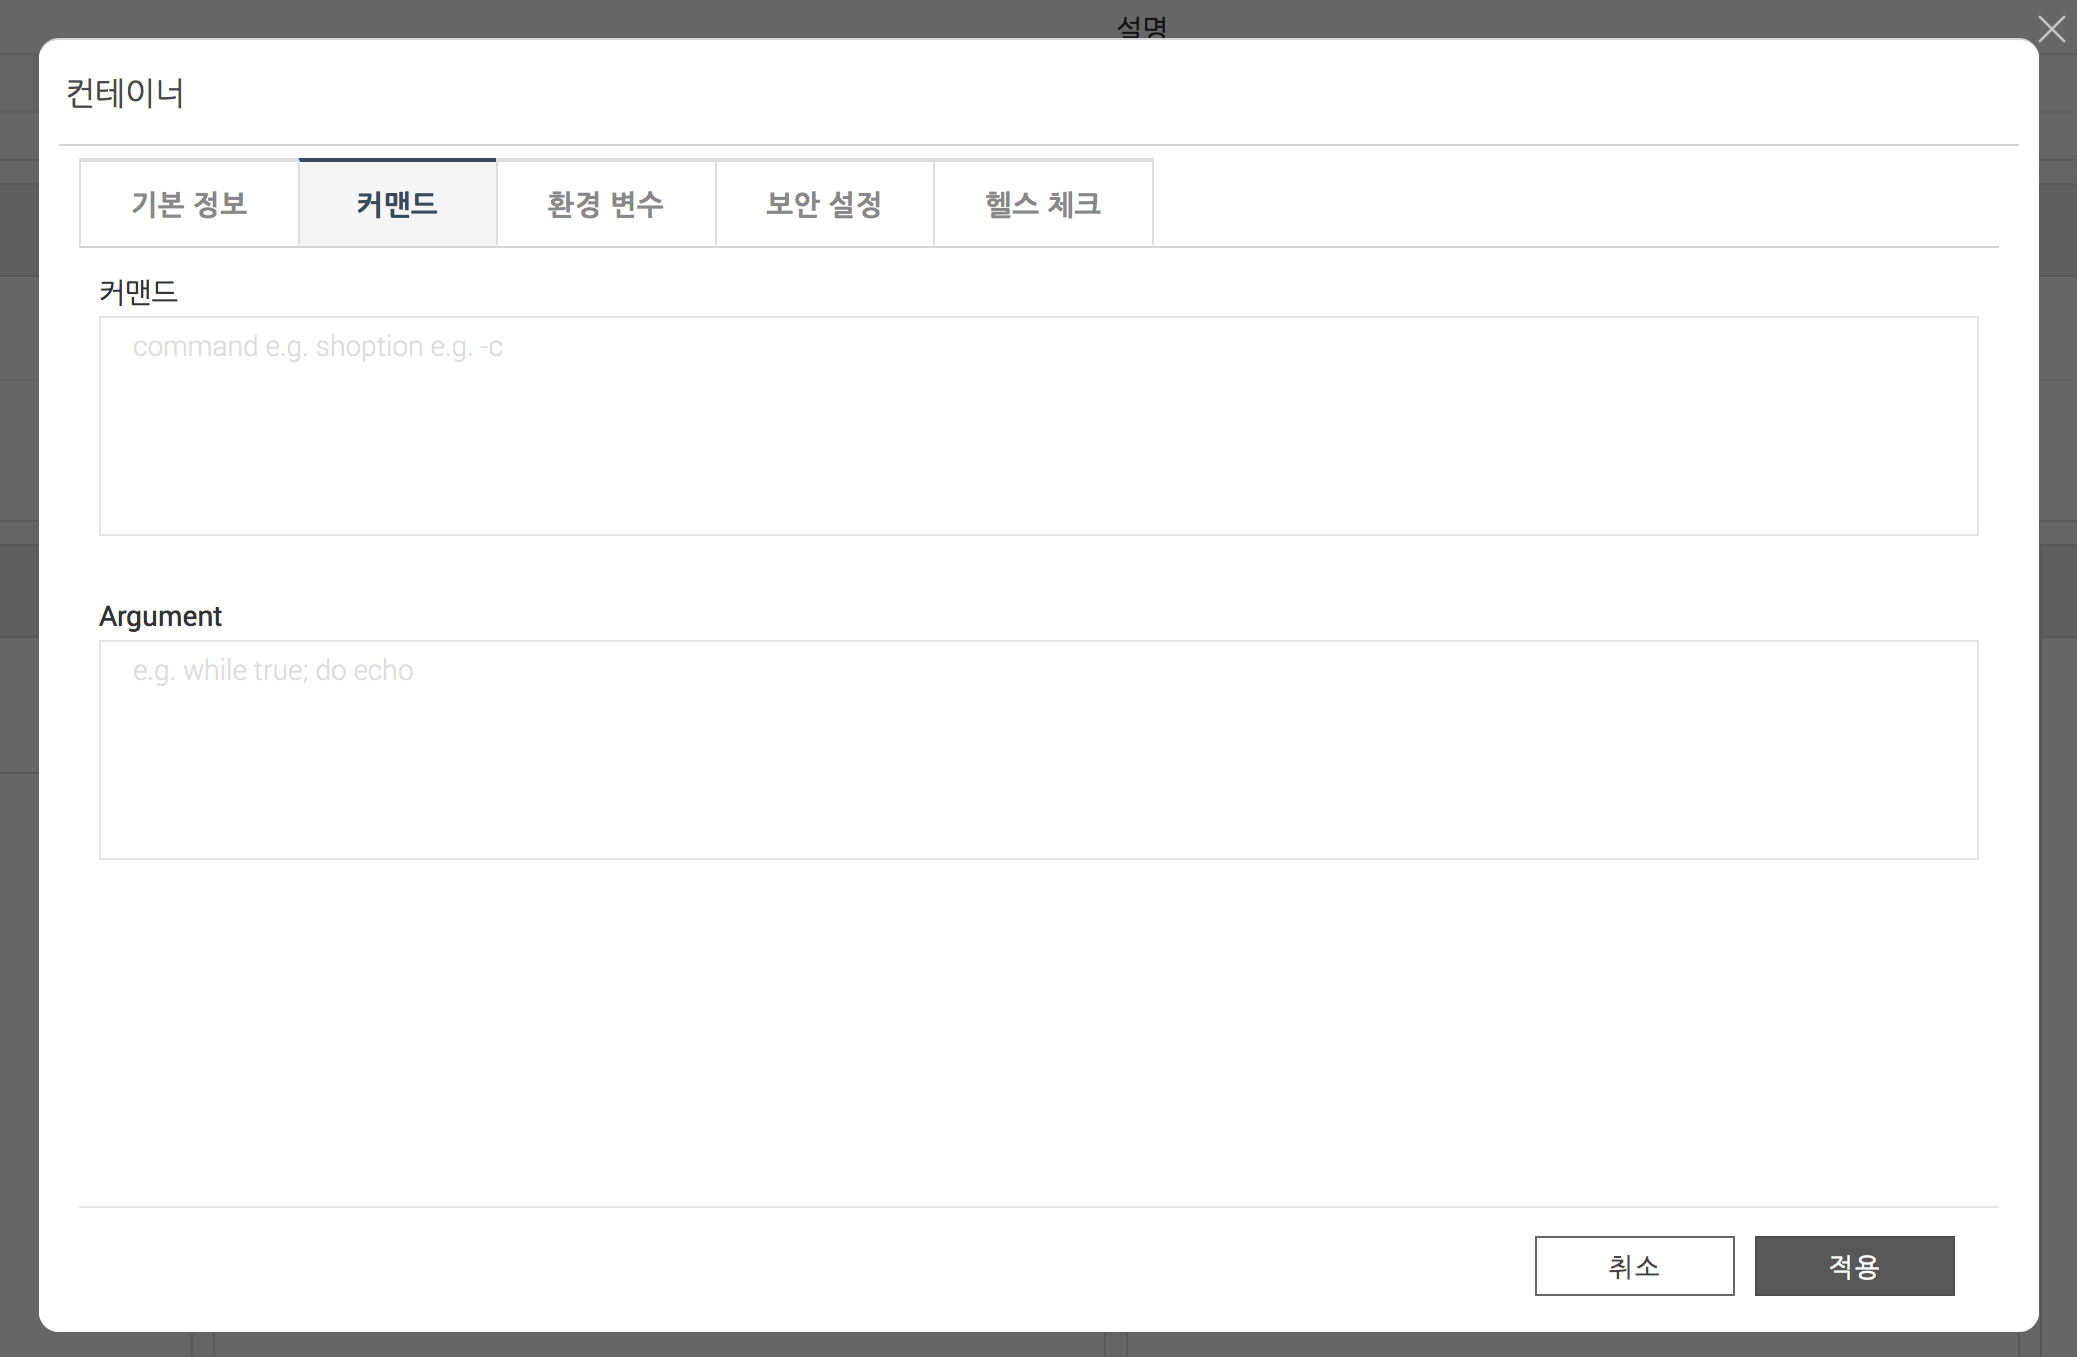 설명
컨테이너
기본 정보 커맨드 환경 변수 보안 설정 헬스 체크
커맨드
command e.g. shoption e.g. -c
Argument
e.g. while true; do echo
취소 적용